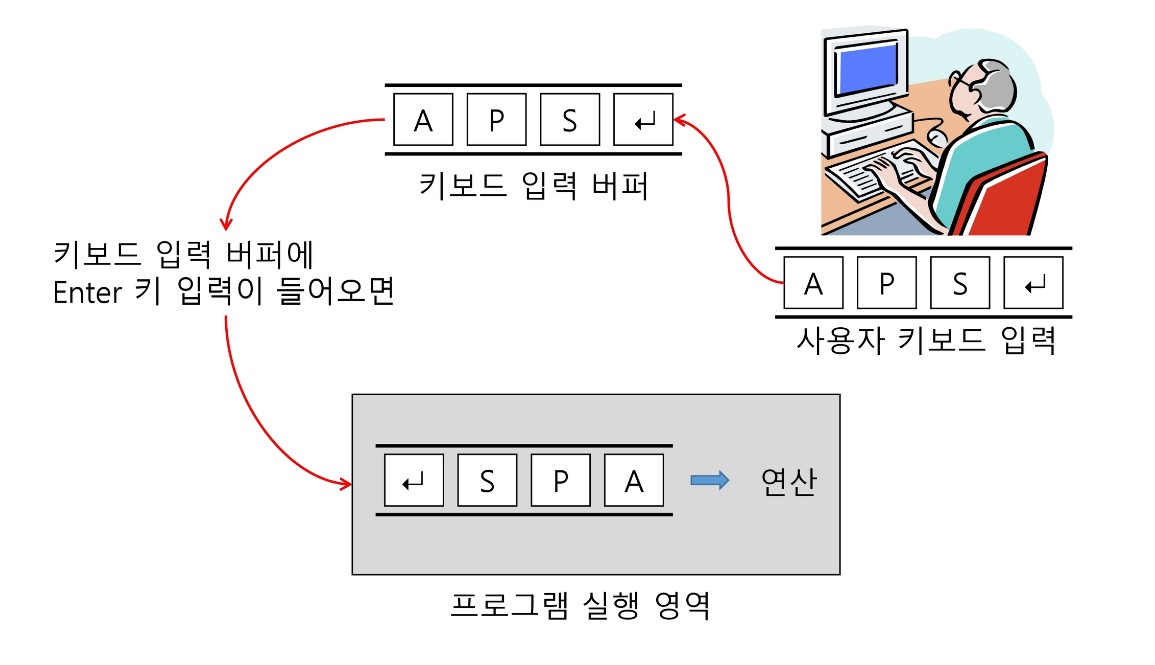 A P S ↵
키보드 입력 버퍼
키보드 입력 버퍼에
Enter 키 입력이 들어오면
A P S ↵
사용자 키보드 입력
↵ S P A
연산
프로그램 실행 영역